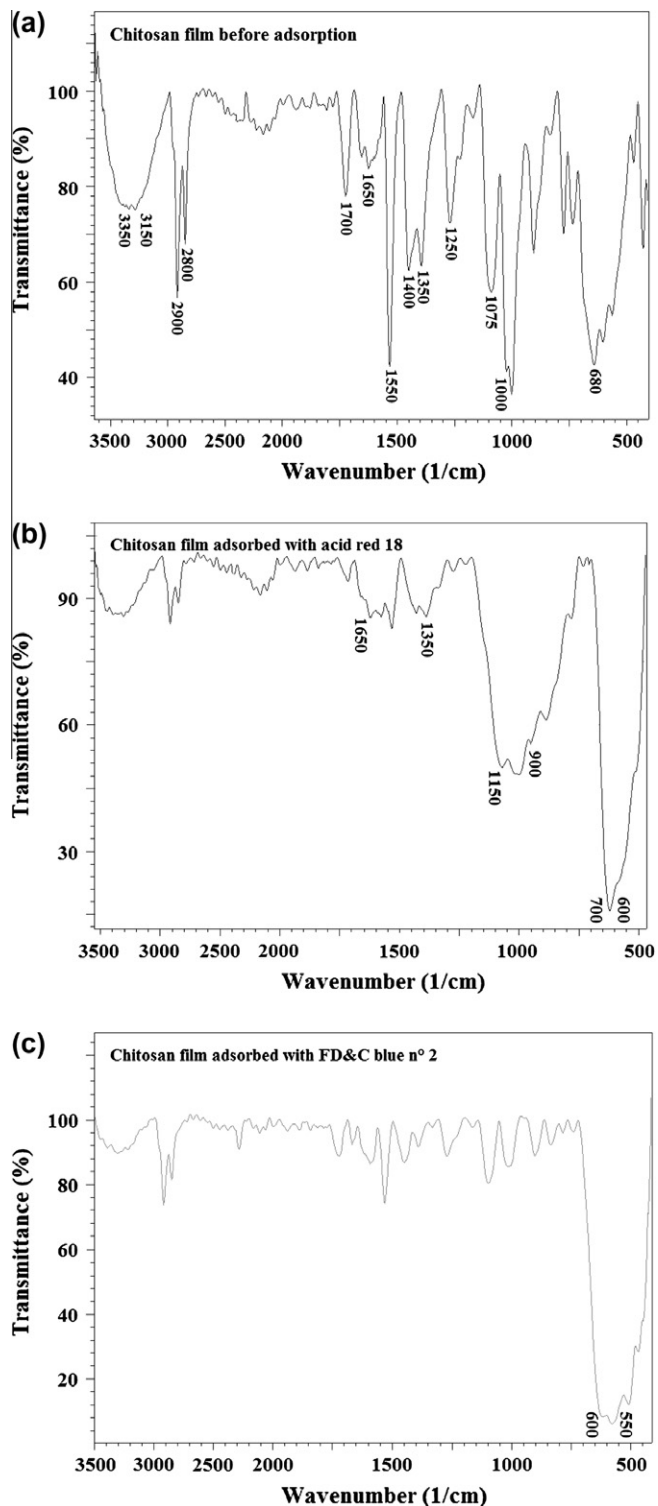 (a)
Chitosan film before adsorption
Transmittance (%)
100
80
60
40
3350
3150
2900
2800
1700
1650
1550
1400
1350
1250
1075
1000
680
3500 3000 2500 2000 1500 1000 500
Wavenumber (1/cm)
(b)
Chitosan film adsorbed with acid red 18
Transmittance (%)
90
60
30
1650
1350
1150
900
700
600
3500 3000 2500 2000 1500 1000 500
Wavenumber (1/cm)
(c)
Chitosan film adsorbed with FD&C blue n° 2
Transmittance (%)
100
80
60
40
20
600
550
3500 3000 2500 2000 1500 1000 500
Wavenumber (1/cm)